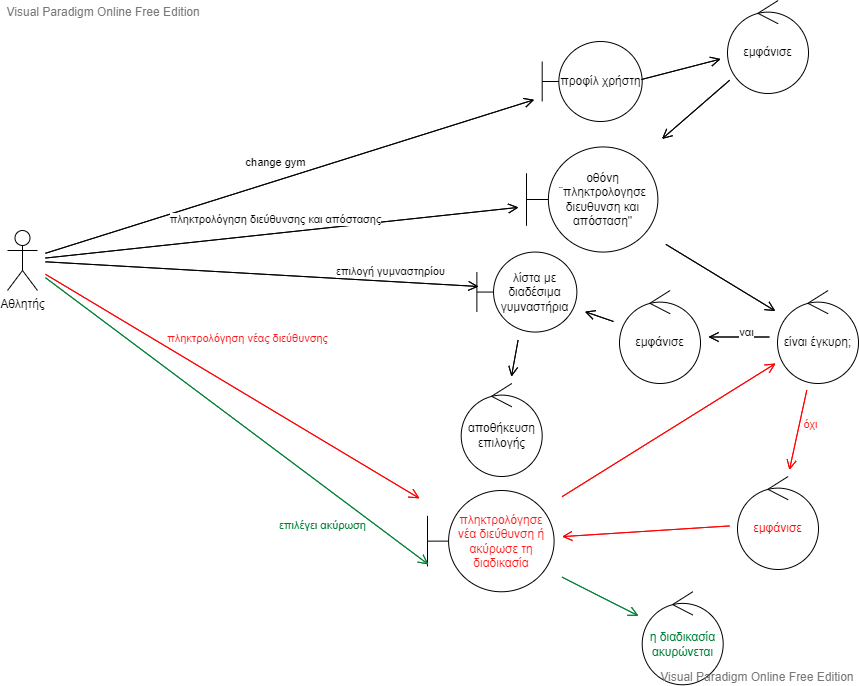 Visual Paradigm Online Free Edition
εμφάνισε
προφίλ χρήστη
change gym
οθόνη
¨πληκτρολογησε
διευθυνση και
απόσταση"
πληκτρολόγηση διεύθυνσης και απόστασης
επιλογή γυμναστηρίου
λίστα με
διαδέσιμα
γυμναστήρια
Αθλητής
πληκτρολόγηση νέας διεύθυνσης
εμφάνισε
ναι
είναι έγκυρη;
αποθήκευση
επιλογής
όχι
επιλέγει ακύρωση
πληκτρολόγησε
νέα διεύθυνση ή
ακύρωσε τη
διαδικασία
εμφάνισε
η διαδικασία
ακυρώνεται
Visual Paradigm Online Free Edition